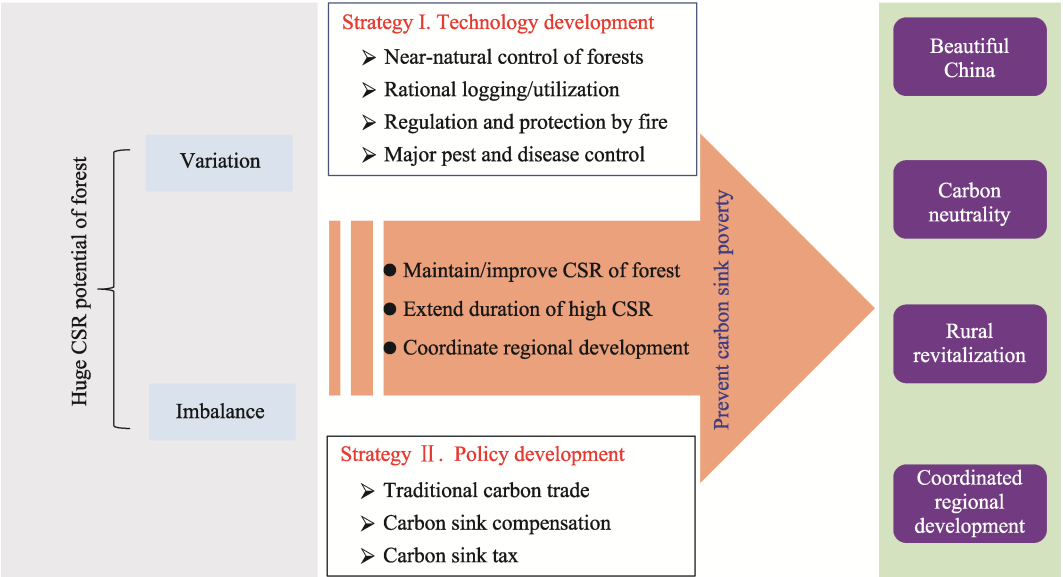 Huge CSR potential of forest
Variation
Imbalance
Strategy I. Technology development
➢ Near-natural control of forests
➢ Rational logging/utilization
➢ Regulation and protection by fire
➢ Major pest and disease control
● Maintain/improve CSR of forest
● Extend duration of high CSR
● Coordinate regional development
Prevent carbon sink poverty
Strategy Ⅱ. Policy development
➢ Traditional carbon trade
➢ Carbon sink compensation
➢ Carbon sink tax
Beautiful
China
Carbon
neutrality
Rural
revitalization
Coordinated
regional
development